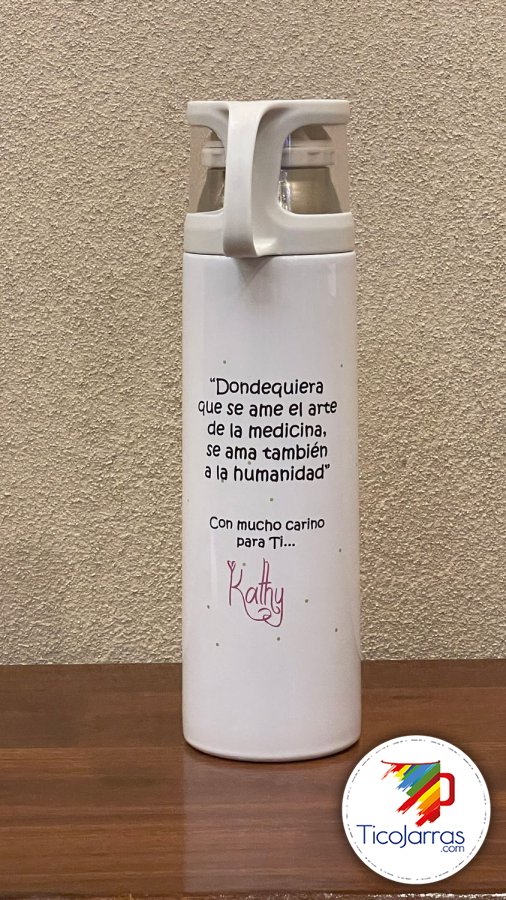 “Dondequiera
que se ame el arte
de la medicina,
se ama también
a la humanidad”
Con mucho carino
para Ti...
Kathy
TicoJarras
.com